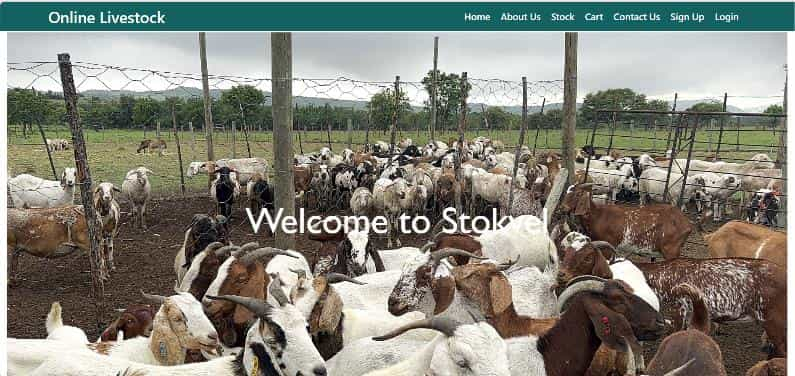 Online Livestock
Home About Us Stock Cart Contact Us Sign Up Login
Welcome to Stokvel